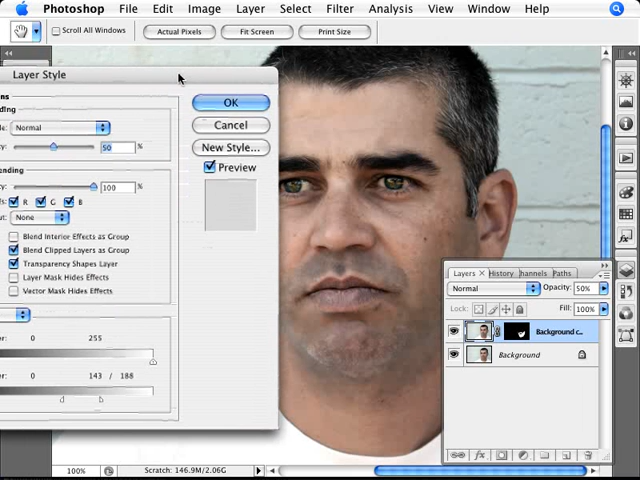 Photoshop File Edit Image Layer Select Filter Analysis View Window Help
Scroll All Windows Actual Pixels Fit Screen Print Size
Layer Style
OK
Normal
Cancel
50 %
New Style...
Preview
100 %
R G B
None
Blend Interior Effects as Group
Blend Clipped Layers as Group
Transparency Shapes Layer
Layer Mask Hides Effects
Vector Mask Hides Effects
0 255
0 143 / 188
Layers History Channels Paths
Normal Opacity: 50%
Lock: Fill: 100%
Background c...
Background
100% Scratch: 146.9M/2.06G